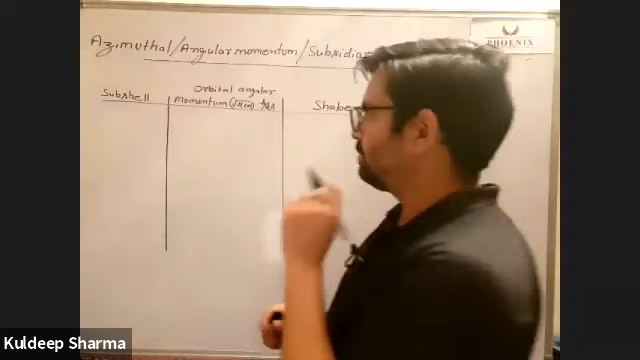 Azimuthal/Angular momentum/Subsidiar
PHOENIX
Orbital angular
Subshell Momentum Shape
Kuldeep Sharma